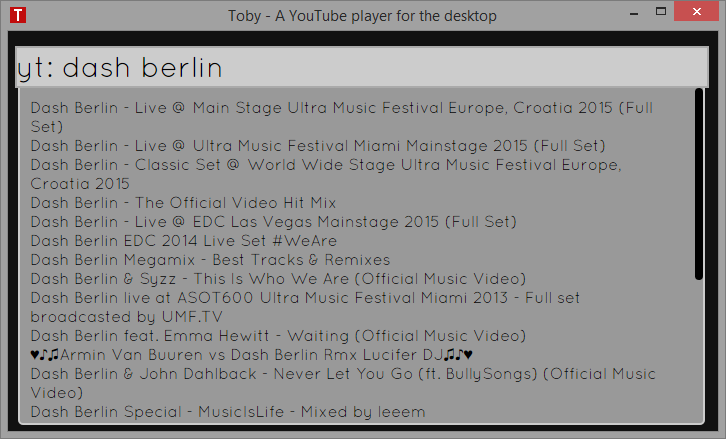 T Toby - A YouTube player for the desktop
yt: dash berlin
Dash Berlin - Live @ Main Stage Ultra Music Festival Europe, Croatia 2015 (Full
Set)
Dash Berlin - Live @ Ultra Music Festival Miami Mainstage 2015 (Full Set)
Dash Berlin - Classic Set @ World Wide Stage Ultra Music Festival Europe,
Croatia 2015
Dash Berlin - The Official Video Hit Mix
Dash Berlin - Live @ EDC Las Vegas Mainstage 2015 (Full Set)
Dash Berlin EDC 2014 Live Set #WeAre
Dash Berlin Megamix - Best Tracks & Remixes
Dash Berlin & Syzz - This Is Who We Are (Official Music Video)
Dash Berlin live at ASOT600 Ultra Music Festival Miami 2013 - Full set
broadcasted by UMF.TV
Dash Berlin feat. Emma Hewitt - Waiting (Official Music Video)
♥♪♫Armin Van Buuren vs Dash Berlin Rmx Lucifer DJ♫♪♥
Dash Berlin & John Dahlback - Never Let You Go (ft. BullySongs) (Official Music
Video)
Dash Berlin Special - MusicIsLife - Mixed by leeem